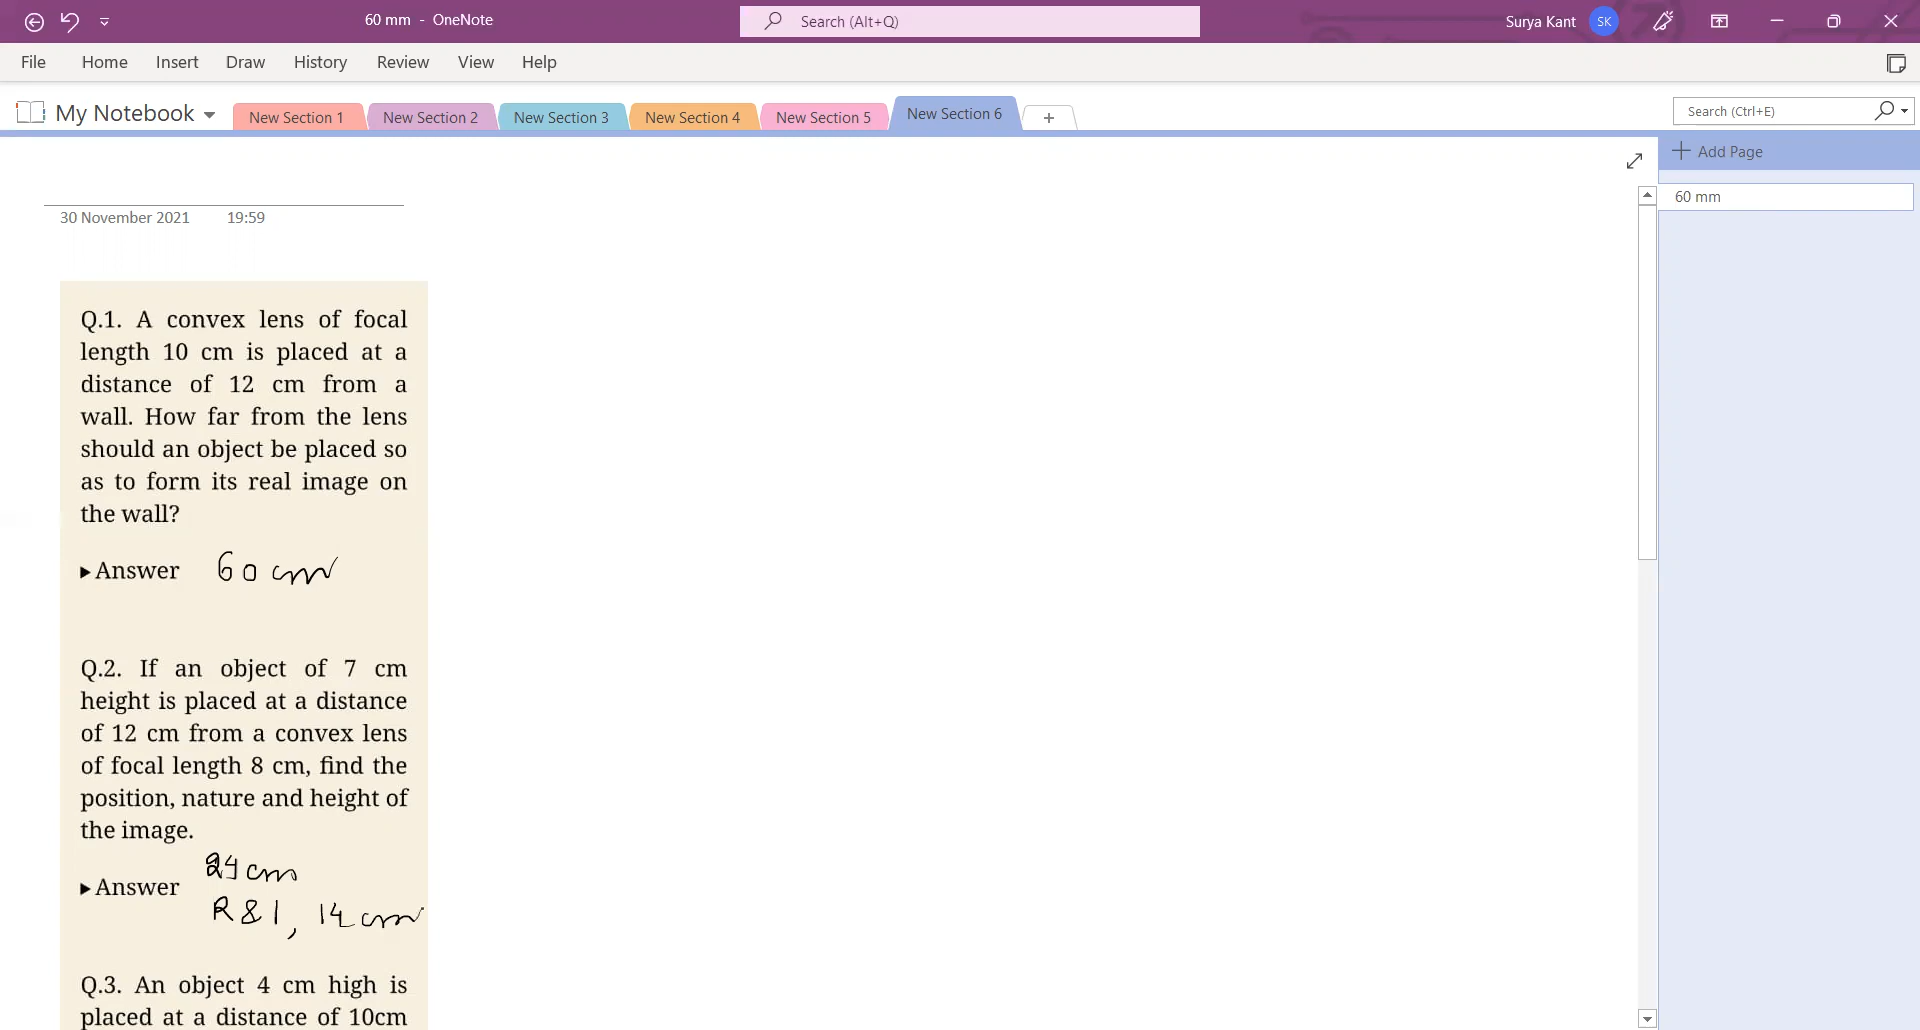 60 mm - OneNote
Search (Alt+Q)
Surya Kant
SK
File Home Insert Draw History Review View Help
My Notebook
New Section 1
New Section 2
New Section 3
New Section 4
New Section 5
New Section 6
+
Search (Ctrl+E)
Add Page
60 mm
30 November 2021 19:59
Q.1. A convex lens of focal
length 10 cm is placed at a
distance of 12 cm from a
wall. How far from the lens
should an object be placed so
as to form its real image on
the wall?
▸Answer 60 cm
Q.2. If an object of 7 cm
height is placed at a distance
of 12 cm from a convex lens
of focal length 8 cm, find the
position, nature and height of
the image.
24 cm
▸Answer
R & I, 14 cm
Q.3. An object 4 cm high is
placed at a distance of 10cm